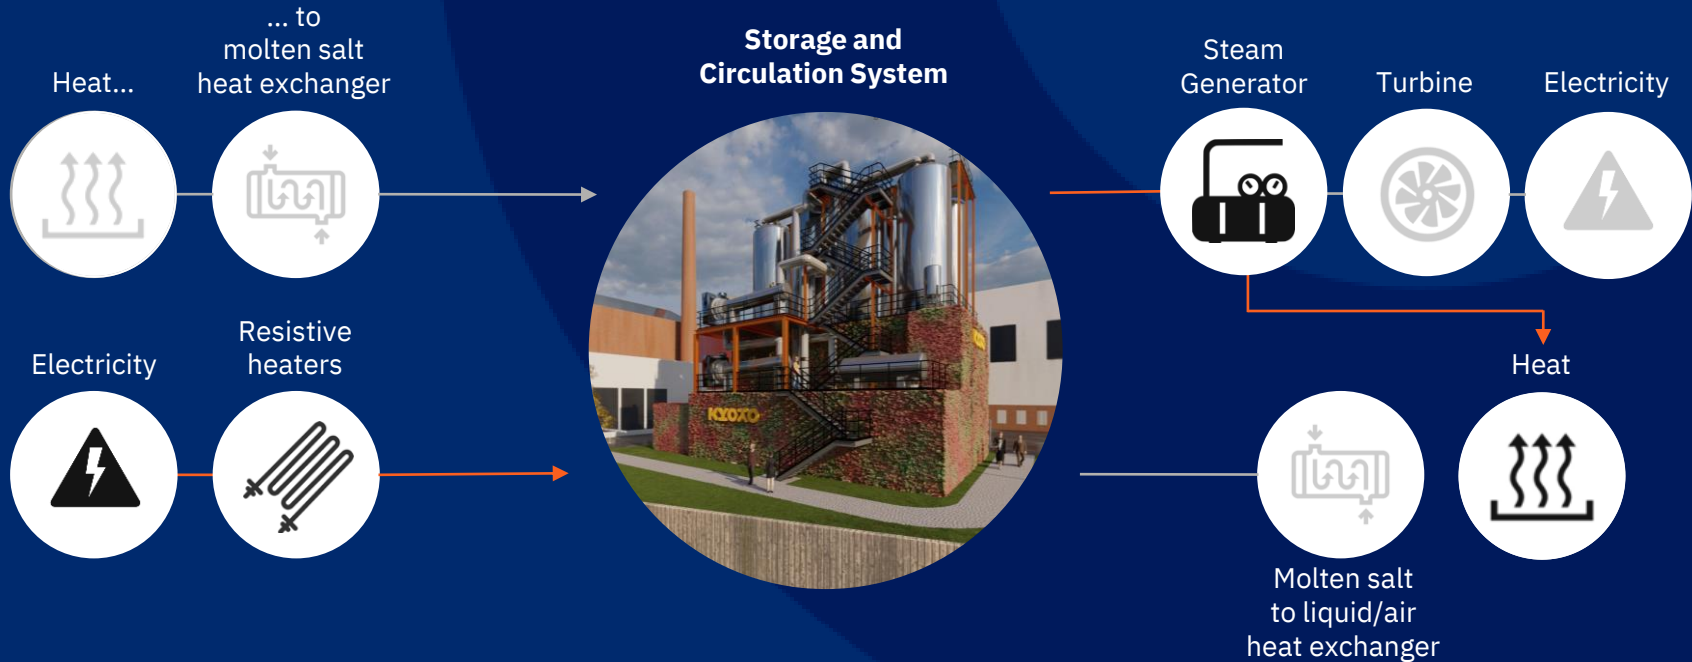 Heat...
... to
molten salt
heat exchanger
Storage and
Circulation System
Steam
Generator
Turbine
Electricity
Electricity
Resistive
heaters
KYOTO
Heat
Molten salt
to liquid/air
heat exchanger